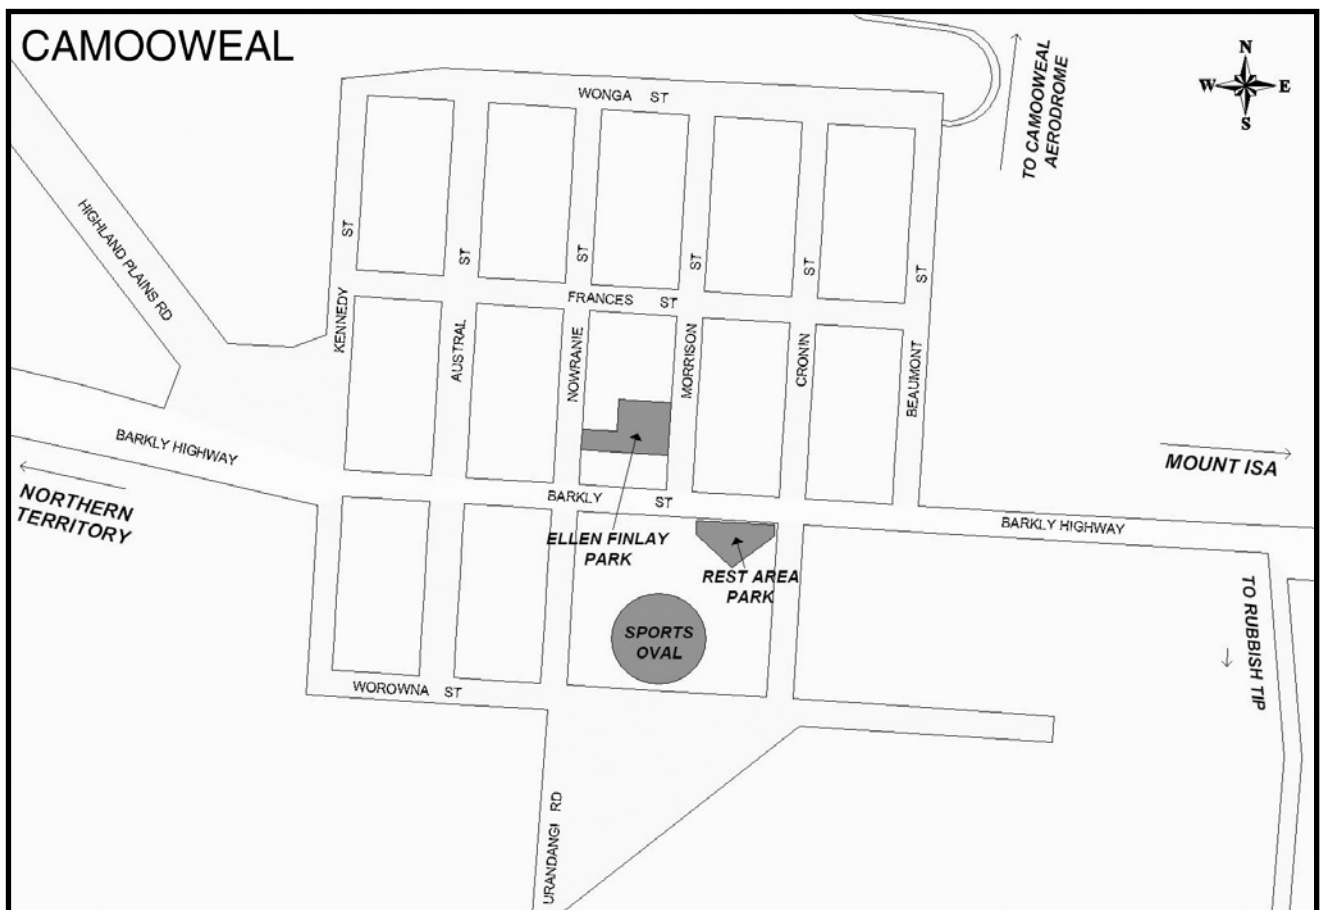 CAMOOWEAL
N
W E
S
TO CAMOOWEAL
AERODROME
WONGA ST
HIGHLAND PLAINS RD
KENNEDY ST
AUSTRAL ST
NOWRANIE ST
MORRISON ST
CRONIN ST
BEAUMONT ST
FRANCES ST
BARKLY HIGHWAY
NORTHERN
TERRITORY
MOUNT ISA
BARKLY ST
BARKLY HIGHWAY
ELLEN FINLAY
PARK
REST AREA
PARK
SPORTS
OVAL
TO RUBBISH TIP
WOROWNA ST
URANDANGI RD